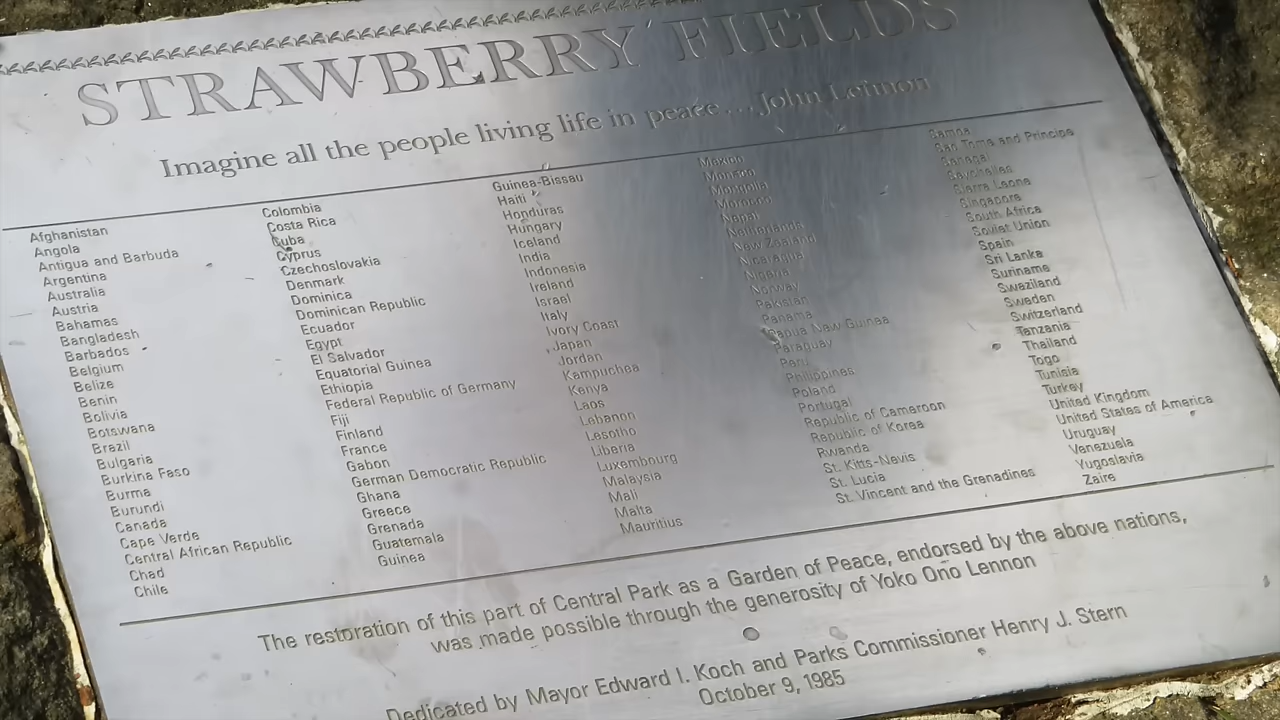 STRAWBERRY FIELDS
Imagine all the people living life in peace ... John Lennon
Afghanistan
Angola
Antigua and Barbuda
Argentina
Australia
Austria
Bahamas
Bangladesh
Barbados
Belgium
Belize
Benin
Bolivia
Botswana
Brazil
Bulgaria
Burkina Faso
Burma
Burundi
Canada
Cape Verde
Central African Republic
Chad
Chile
Colombia
Costa Rica
Cuba
Cyprus
Czechoslovakia
Denmark
Dominica
Dominican Republic
Ecuador
Egypt
El Salvador
Equatorial Guinea
Ethiopia
Federal Republic of Germany
Fiji
Finland
France
Gabon
German Democratic Republic
Ghana
Greece
Grenada
Guatemala
Guinea
Guinea-Bissau
Haiti
Honduras
Hungary
Iceland
India
Indonesia
Ireland
Israel
Italy
Ivory Coast
Japan
Jordan
Kampuchea
Kenya
Laos
Lebanon
Lesotho
Liberia
Luxembourg
Malaysia
Mali
Malta
Mauritius
Mexico
Monaco
Mongolia
Morocco
Nepal
Netherlands
New Zealand
Nicaragua
Nigeria
Norway
Pakistan
Panama
Papua New Guinea
Paraguay
Peru
Philippines
Poland
Portugal
Republic of Cameroon
Republic of Korea
Rwanda
St. Kitts-Nevis
St. Lucia
St. Vincent and the Grenadines
Samoa
Sao Tome and Principe
Senegal
Seychelles
Sierra Leone
Singapore
South Africa
Soviet Union
Spain
Sri Lanka
Suriname
Swaziland
Sweden
Switzerland
Tanzania
Thailand
Togo
Tunisia
Turkey
United Kingdom
United States of America
Uruguay
Venezuela
Yugoslavia
Zaire
The restoration of this part of Central Park as a Garden of Peace, endorsed by the above nations,
was made possible through the generosity of Yoko Ono Lennon
Dedicated by Mayor Edward I. Koch and Parks Commissioner Henry J. Stern
October 9, 1985